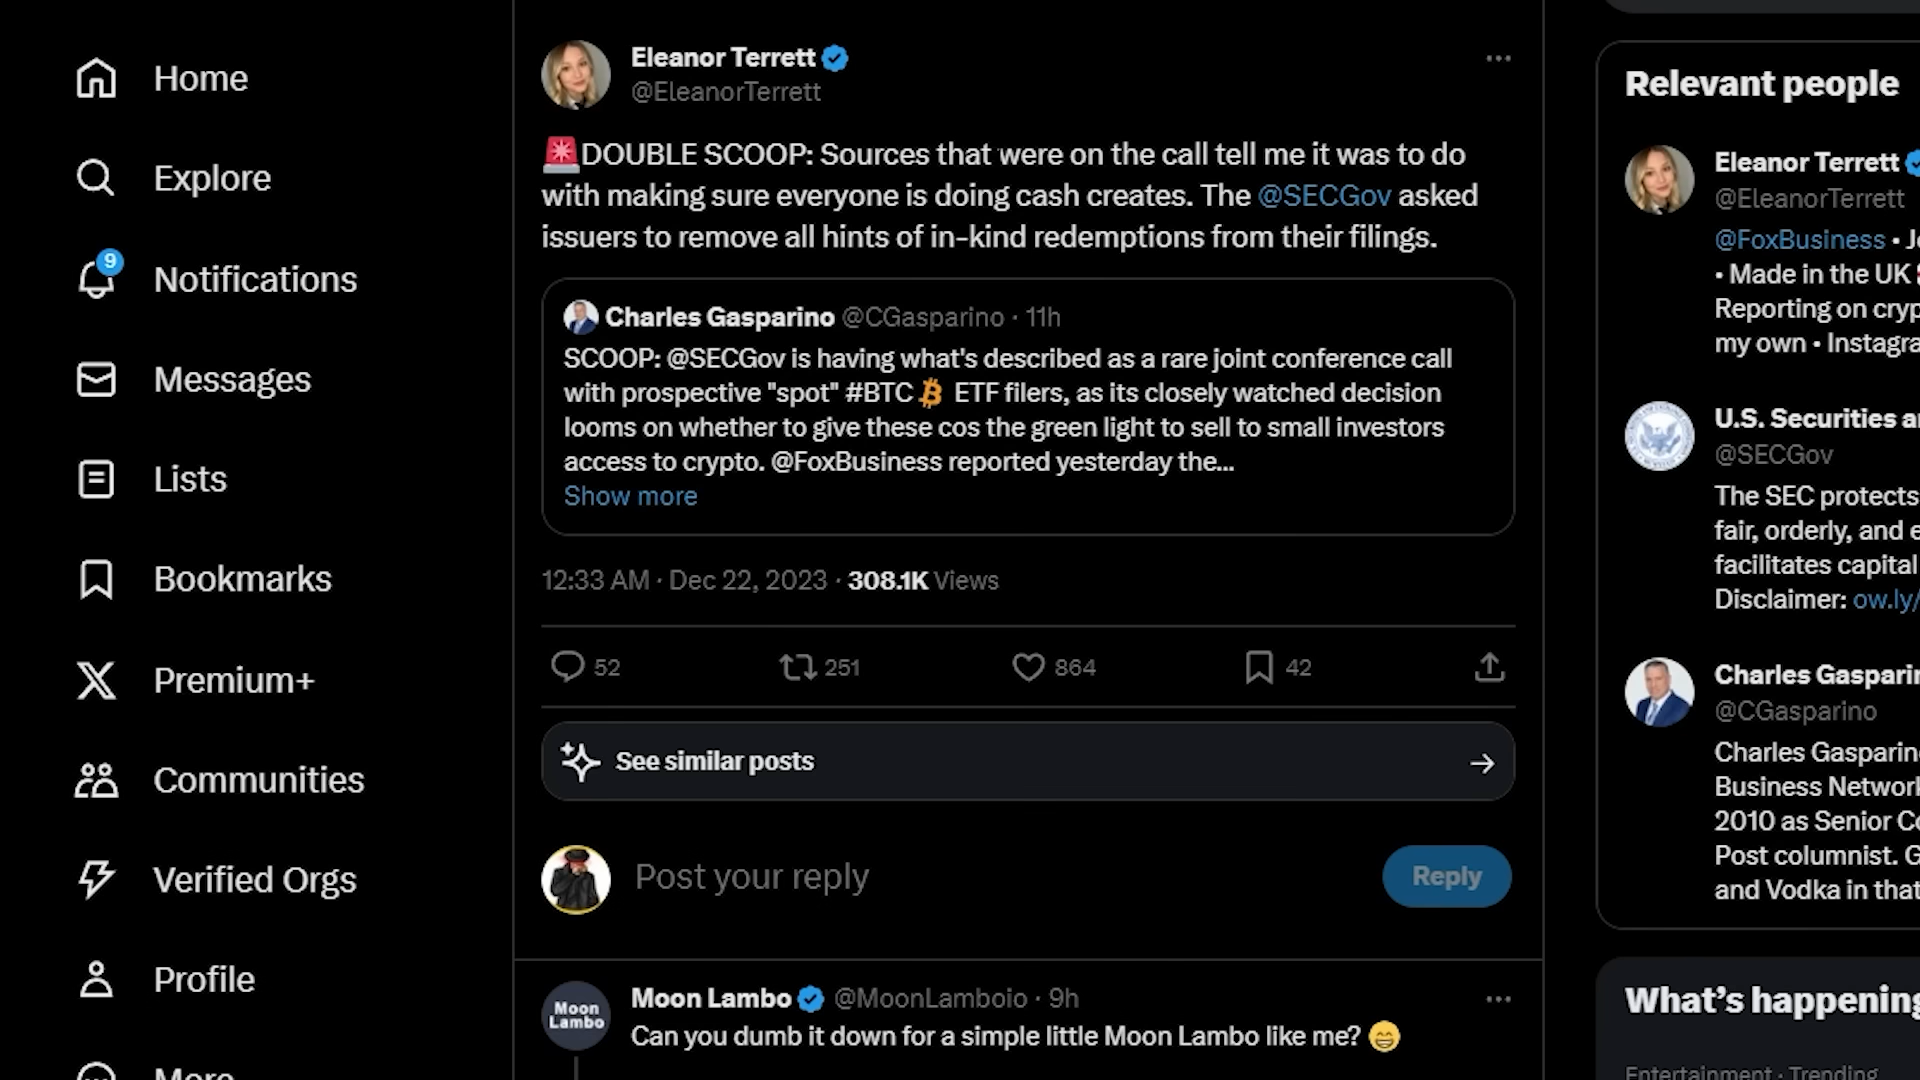 Home
Explore
9
Notifications
Messages
Lists
Bookmarks
Premium+
Communities
Verified Orgs
Profile
More
Eleanor Terrett
@EleanorTerrett
DOUBLE SCOOP: Sources that were on the call tell me it was to do
with making sure everyone is doing cash creates. The @SECGov asked
issuers to remove all hints of in-kind redemptions from their filings.
Charles Gasparino @CGasparino · 11h
SCOOP: @SECGov is having what's described as a rare joint conference call
with prospective "spot" #BTC ETF filers, as its closely watched decision
looms on whether to give these cos the green light to sell to small investors
access to crypto. @FoxBusiness reported yesterday the...
Show more
12:33 AM · Dec 22, 2023 · 308.1K Views
52 251 864 42
See similar posts
Post your reply
Reply
Moon Lambo
Moon Lambo @MoonLamboio · 9h
Can you dumb it down for a simple little Moon Lambo like me?
Relevant people
Eleanor Terrett
@EleanorTerrett
@FoxBusiness •
• Made in the UK
Reporting on
my own •
U.S. Securities
@SECGov
The SEC protects
fair, orderly, and
facilitates capital
Disclaimer: ow.ly/
Charles
@CGasparino
Charles
Business
2010 as Senior
Post columnist.
and Vodka in that
What's happening
Entertainment · Trending